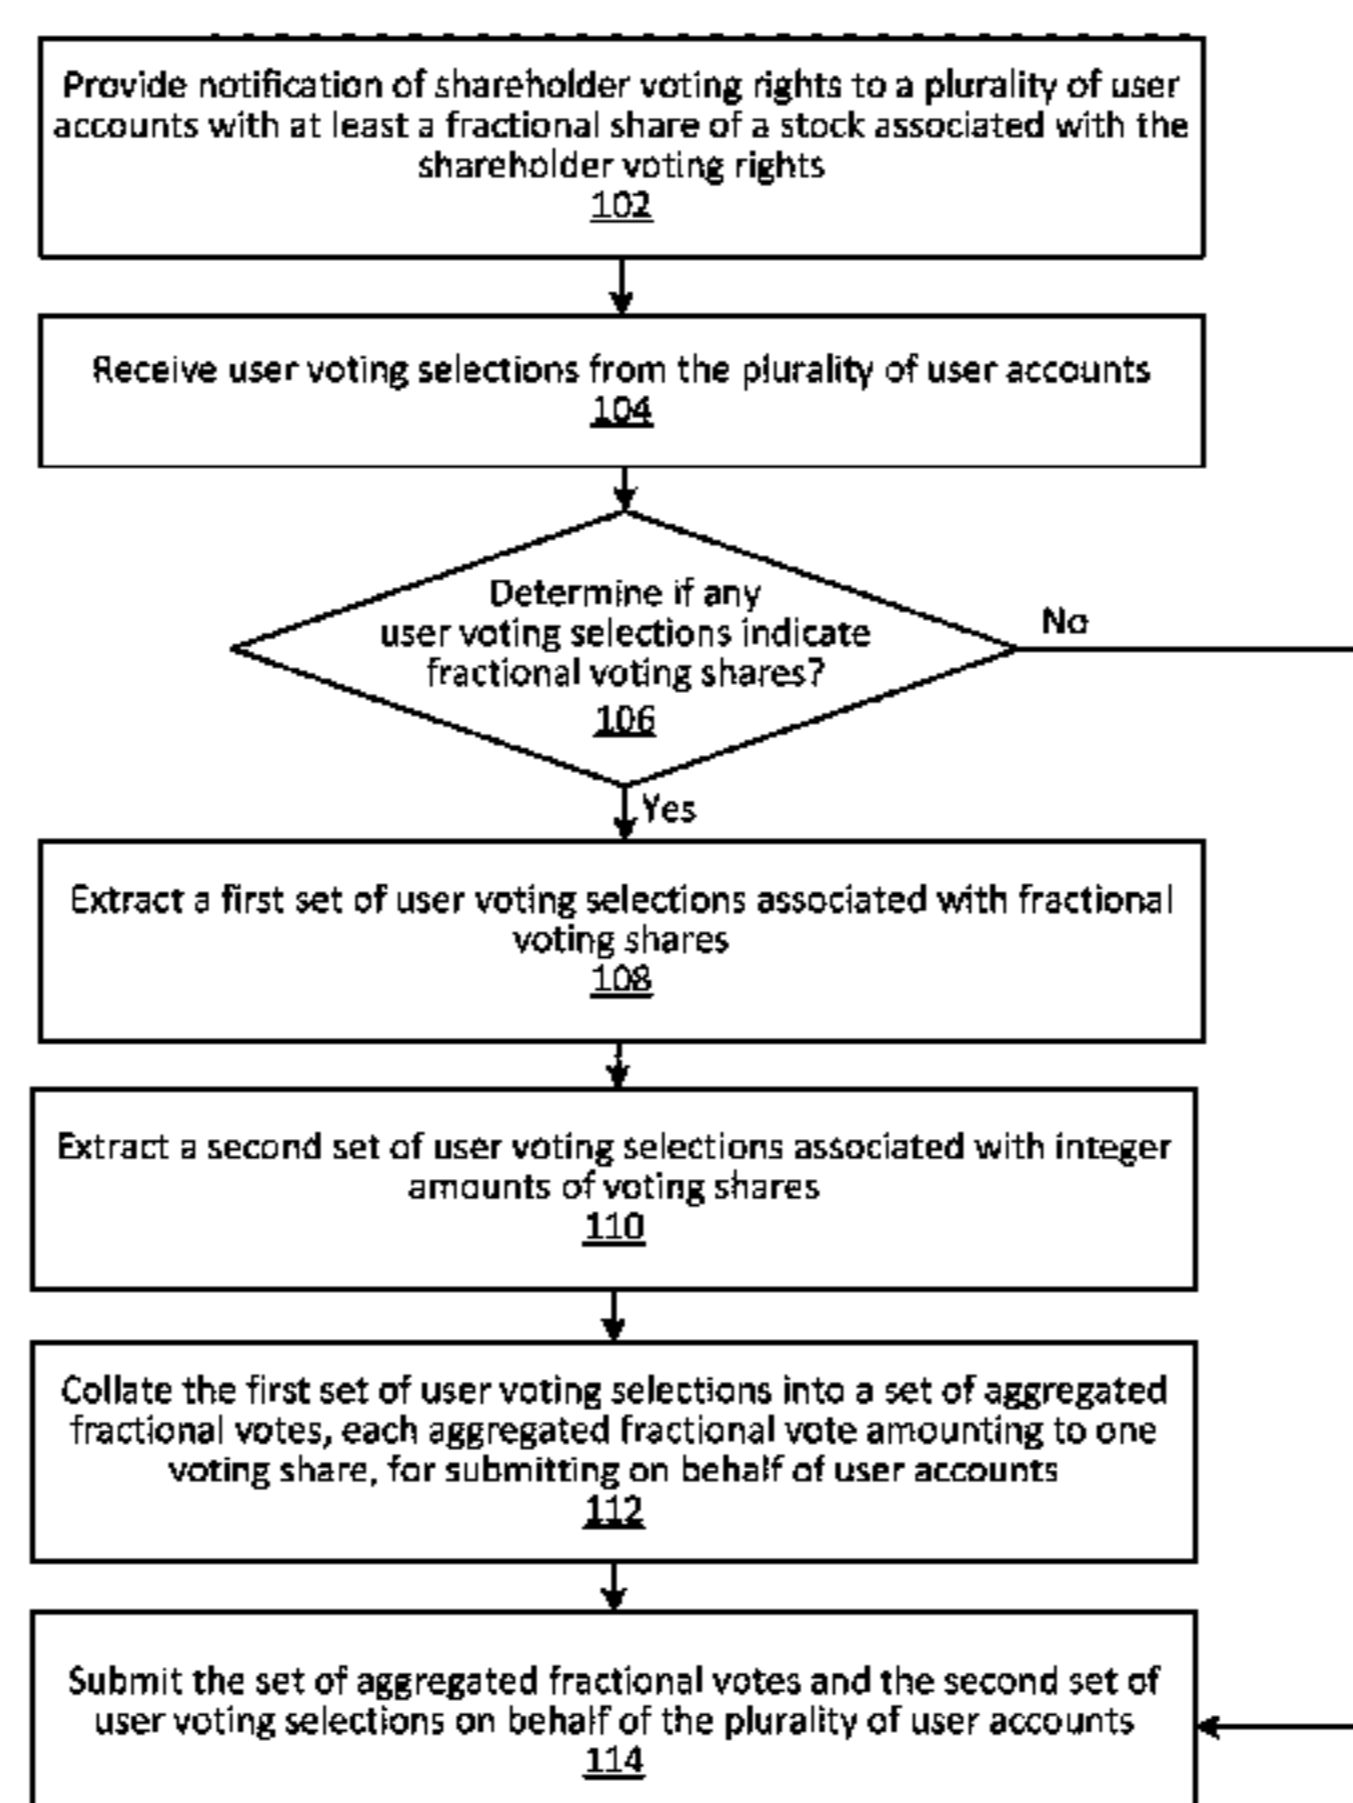 Provide notification of shareholder voting rights to a plurality of user
accounts with at least a fractional share of a stock associated with the
shareholder voting rights
102
Receive user voting selections from the plurality of user accounts
104
Determine if any
user voting selections indicate
fractional voting shares?
106
No
Yes
Extract a first set of user voting selections associated with fractional
voting shares
108
Extract a second set of user voting selections associated with integer
amounts of voting shares
110
Collate the first set of user voting selections into a set of aggregated
fractional votes, each aggregated fractional vote amounting to one
voting share, for submitting on behalf of user accounts
112
Submit the set of aggregated fractional votes and the second set of
user voting selections on behalf of the plurality of user accounts
114